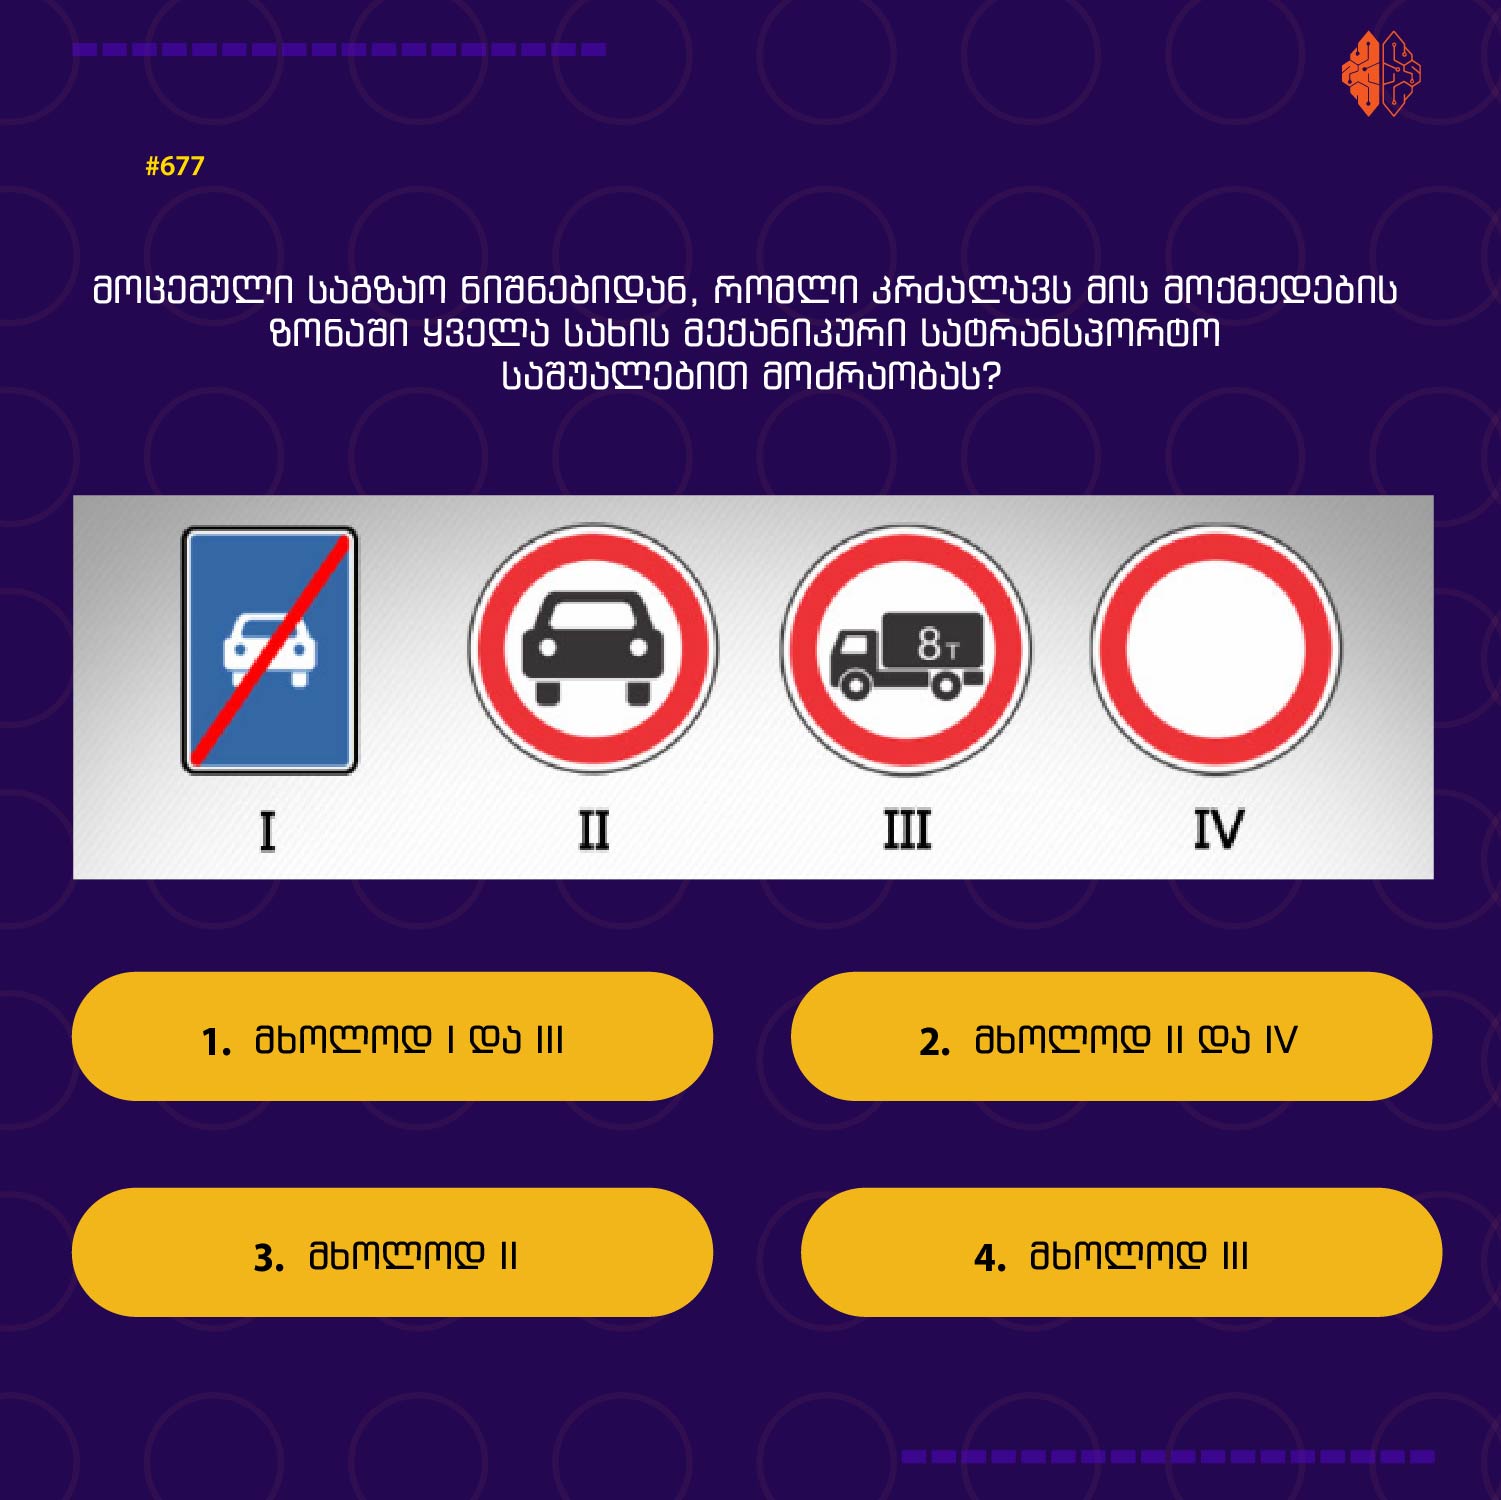 #677
მოცემული საგზაო ნიშნებიდან, რომლი კრძალავს მის მოქმედების
ზონაში ყველა სახის მექანიკური სატრანსპორტო
საშუალებით მოძრაობას?
8т
I
II
III
IV
1. მხოლოდ I და III
2. მხოლოდ II და IV
3. მხოლოდ II
4. მხოლოდ III